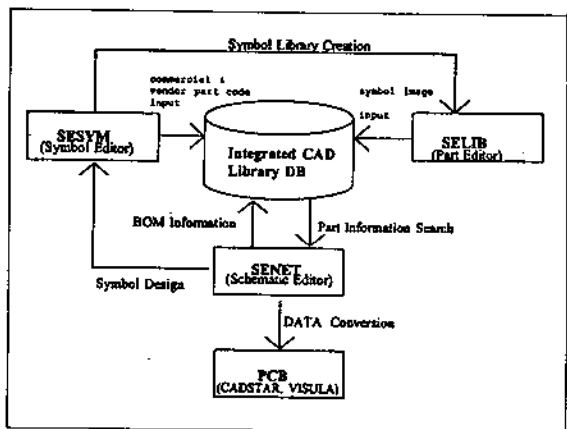 Symbol Library Creation
commercial &
vender part code
input
symbol image
input
SESYM
(Symbol Editor)
Integrated CAD
Library DB
SELIB
(Part Editor)
BOM Information
Part Information Search
SENET
(Schematic Editor)
Symbol Design
DATA Conversion
PCB
(CADSTAR, VISULA)